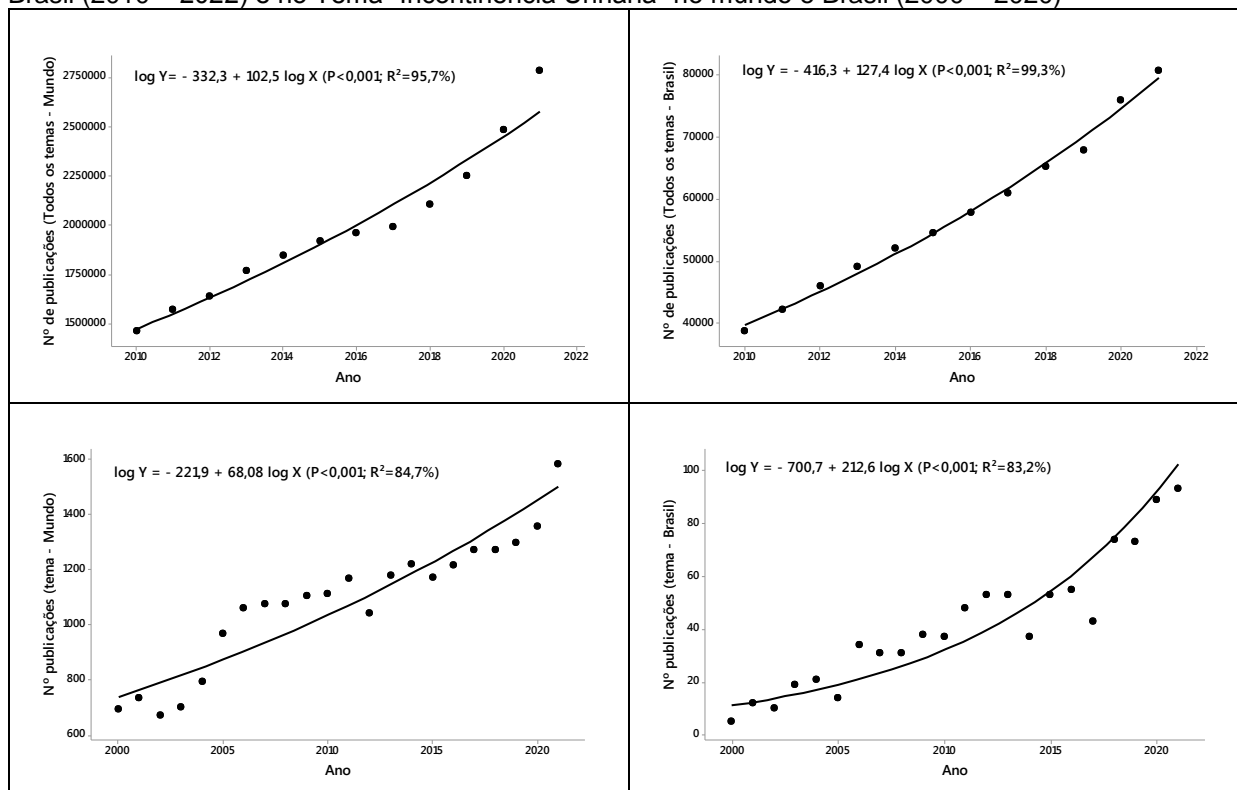 Brasil (2010 – 2022) e no Tema "Incontinência Urinária" no mundo e Brasil (2000 – 2020)
log Y= - 332,3 + 102,5 log X (P<0,001; R²=95,7%)
Nº de publicações (Todos os temas - Mundo)
2750000
2500000
2250000
2000000
1750000
1500000
2010 2012 2014 2016 2018 2020 2022
Ano
log Y = - 416,3 + 127,4 log X (P<0,001; R²=99,3%)
Nº de publicações (Todos os temas - Brasil)
80000
70000
60000
50000
40000
2010 2012 2014 2016 2018 2020 2022
Ano
log Y = - 221,9 + 68,08 log X (P<0,001; R²=84,7%)
Nº publicações (tema - Mundo)
1600
1400
1200
1000
800
600
2000 2005 2010 2015 2020
Ano
log Y = - 700,7 + 212,6 log X (P<0,001; R²=83,2%)
Nº publicações (tema - Brasil)
100
80
60
40
20
0
2000 2005 2010 2015 2020
Ano